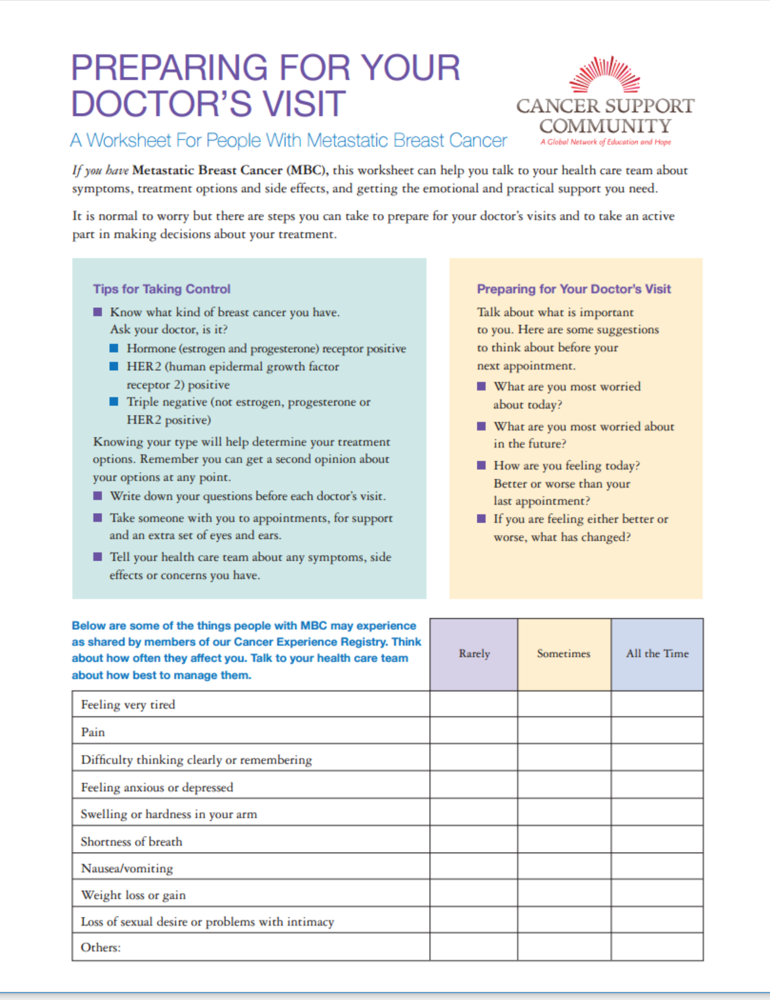 PREPARING FOR YOUR
DOCTOR'S VISIT
A Worksheet For People With Metastatic Breast Cancer
CANCER SUPPORT
COMMUNITY
A Global Network of Education and Hope
If you have Metastatic Breast Cancer (MBC), this worksheet can help you talk to your health care team about
symptoms, treatment options and side effects, and getting the emotional and practical support you need.
It is normal to worry but there are steps you can take to prepare for your doctor's visits and to take an active
part in making decisions about your treatment.
Tips for Taking Control
Know what kind of breast cancer you have.
Ask your doctor, is it?
Hormone (estrogen and progesterone) receptor positive
HER2 (human epidermal growth factor
receptor 2) positive
Triple negative (not estrogen, progesterone or
HER2 positive)
Knowing your type will help determine your treatment
options. Remember you can get a second opinion about
your options at any point.
Write down your questions before each doctor's visit.
Take someone with you to appointments, for support
and an extra set of eyes and ears.
Tell your health care team about any symptoms, side
effects or concerns you have.
Preparing for Your Doctor's Visit
Talk about what is important
to you. Here are some suggestions
to think about before your
next appointment.
What are you most worried
about today?
What are you most worried about
in the future?
How are you feeling today?
Better or worse than your
last appointment?
If you are feeling either better or
worse, what has changed?
Below are some of the things people with MBC may experience
as shared by members of our Cancer Experience Registry. Think
about how often they affect you. Talk to your health care team
about how best to manage them.
Rarely
Sometimes
All the Time
Feeling very tired
Pain
Difficulty thinking clearly or remembering
Feeling anxious or depressed
Swelling or hardness in your arm
Shortness of breath
Nausea/vomiting
Weight loss or gain
Loss of sexual desire or problems with intimacy
Others: